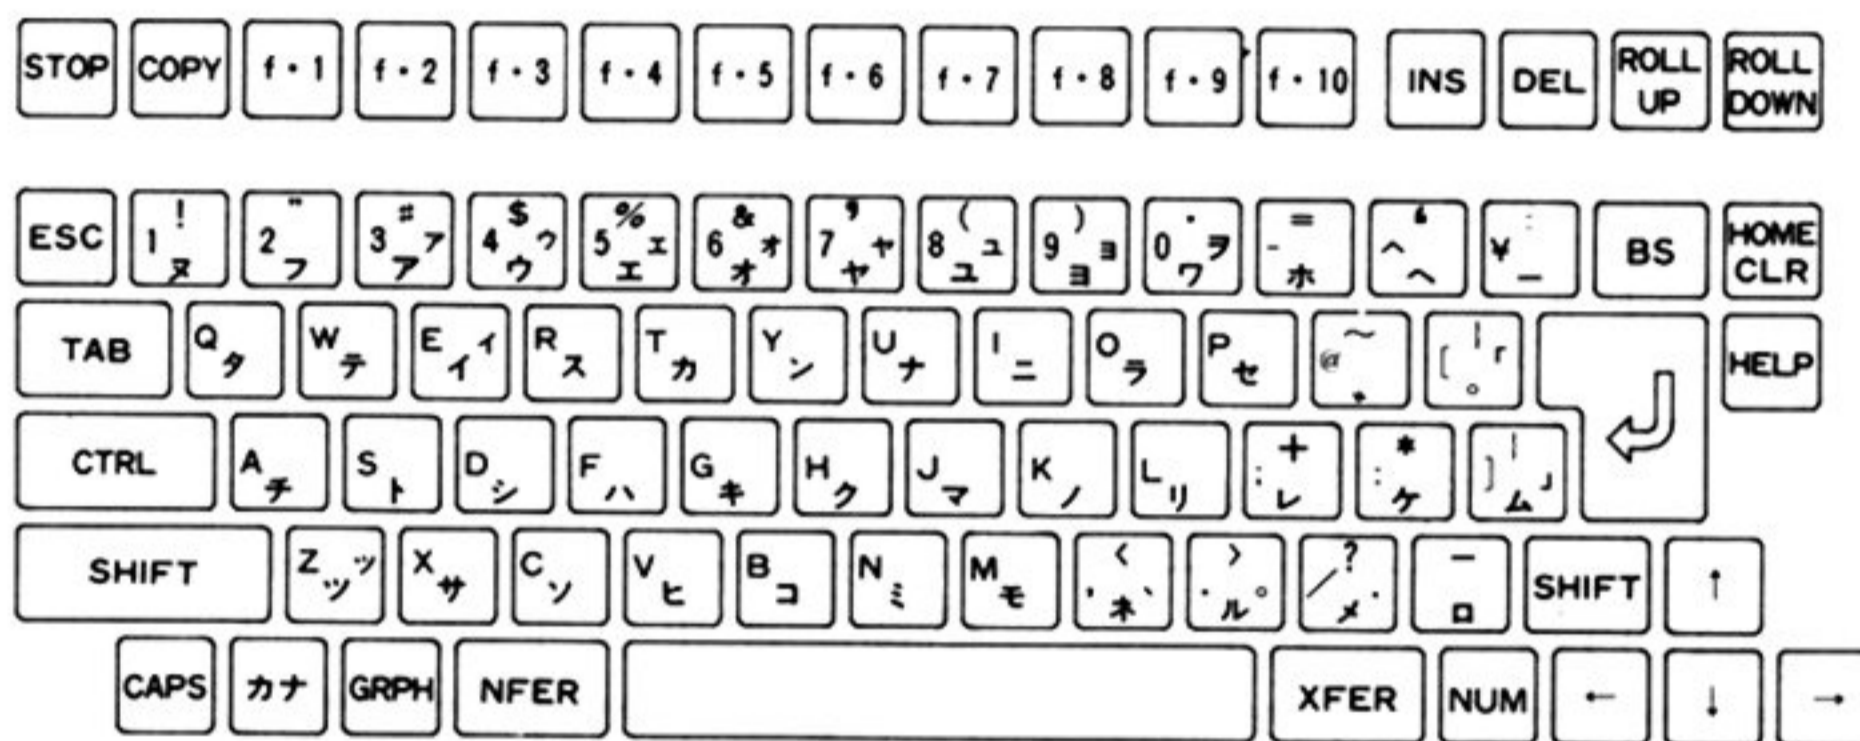 STOP COPY f・1 f・2 f・3 f・4 f・5 f・6 f・7 f・8 f・9 f・10 INS DEL ROLL UP ROLL DOWN
ESC 1 ! ヌ 2 " フ 3 # ァ ア 4 $ ゥ ウ 5 % ェ エ 6 & ォ オ 7 ' ャ ヤ 8 ( ュ ユ 9 ) ョ ヨ 0 ヲ ワ - = ホ ^ ヘ ¥ ー BS HOME CLR
TAB Q タ W テ E ィ イ R ス T カ Y ン U ナ I ニ O ラ P セ @ ~ [ 「 ° HELP
CTRL A チ S ト D シ F ハ G キ H ク J マ K ノ L リ + レ : * ケ ] 」 ム
SHIFT Z ッ ツ X サ C ソ V ヒ B コ N ミ M モ < ネ > ル / ? ・ メ ロ SHIFT ↑
CAPS カナ GRPH NFER XFER NUM ← ↓ →